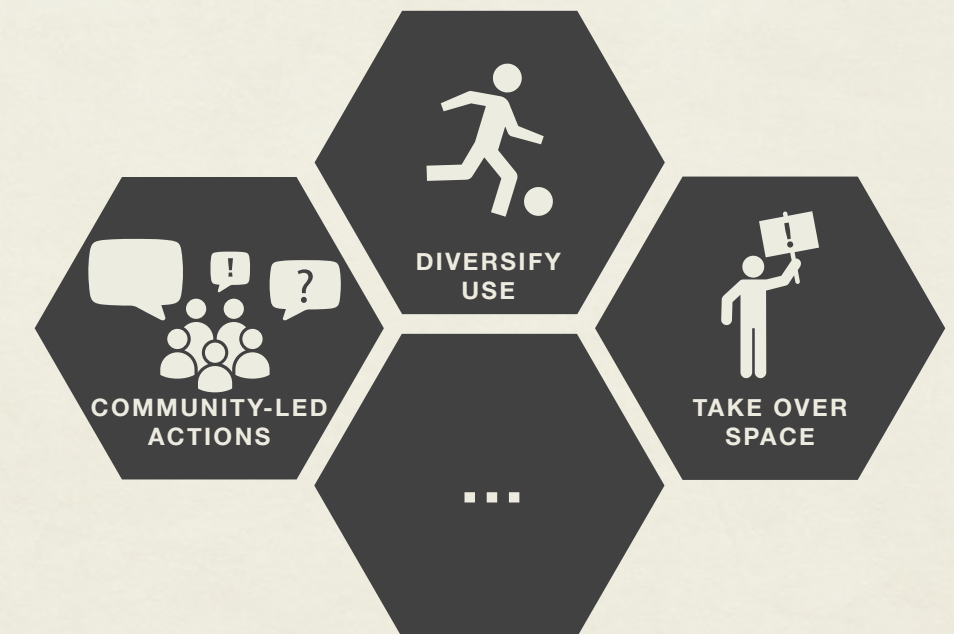 DIVERSIFY
USE
!
?
COMMUNITY-LED
ACTIONS
!
TAKE OVER
SPACE
...